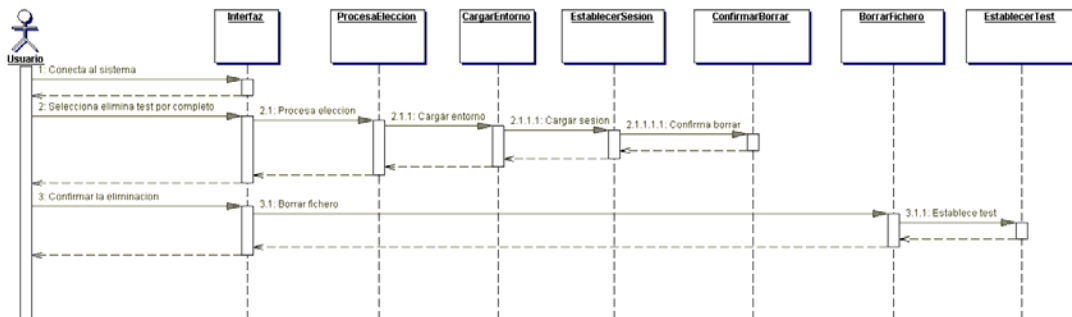 Interfaz
ProcesaEleccion
CargarEntorno
EstablecerSesion
ConfirmarBorrar
BorrarFichero
EstablecerTest
Usuario
1: Conecta al sistema
2: Selecciona elimina test por completo
2.1: Procesa eleccion
2.1.1: Cargar entorno
2.1.1.1: Cargar sesion
2.1.1.1.1: Confirma borrar
3: Confirmar la eliminacion
3.1: Borrar fichero
3.1.1: Establece test